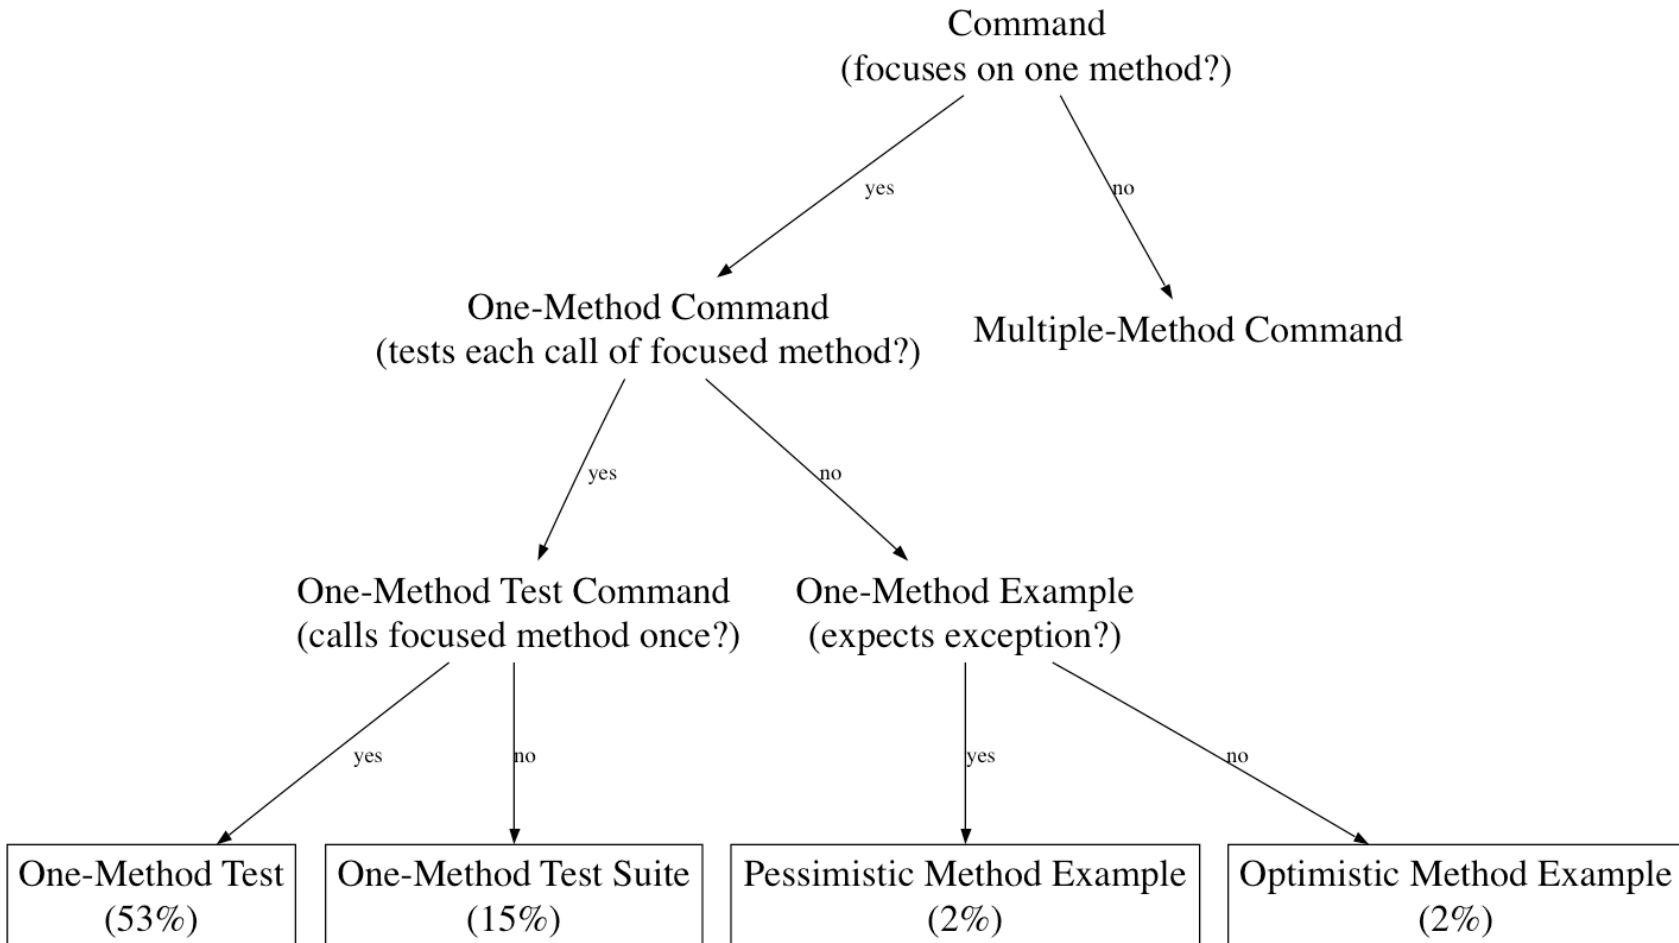 Command
(focuses on one method?)
yes
no
One-Method Command
(tests each call of focused method?)
Multiple-Method Command
yes
no
One-Method Test Command
(calls focused method once?)
One-Method Example
(expects exception?)
yes
no
yes
no
One-Method Test
(53%)
One-Method Test Suite
(15%)
Pessimistic Method Example
(2%)
Optimistic Method Example
(2%)